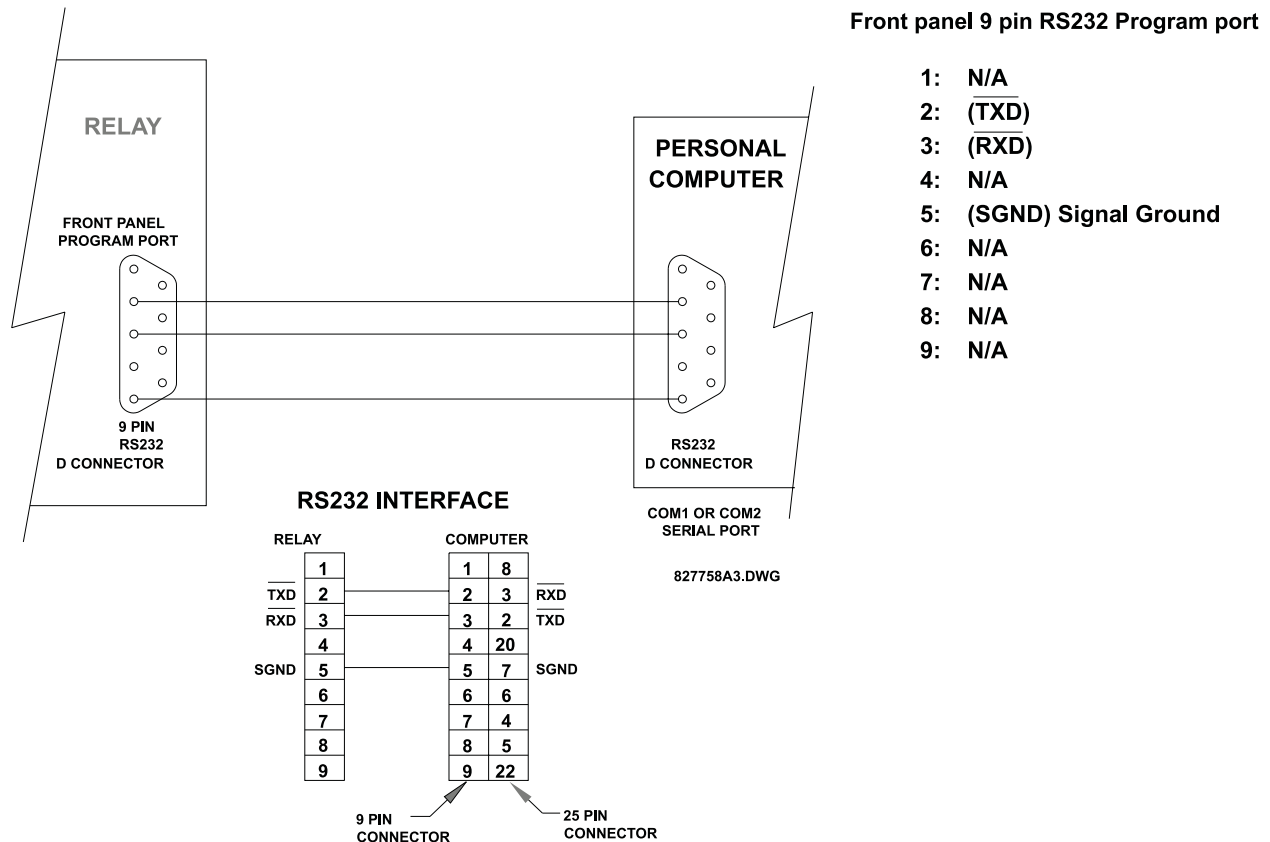 Front panel 9 pin RS232 Program port
1: N/A
2: (TXD)
3: (RXD)
4: N/A
5: (SGND) Signal Ground
6: N/A
7: N/A
8: N/A
9: N/A
RELAY
FRONT PANEL
PROGRAM PORT
9 PIN
RS232
D CONNECTOR
PERSONAL
COMPUTER
RS232
D CONNECTOR
COM1 OR COM2
SERIAL PORT
827758A3.DWG
RS232 INTERFACE
RELAY COMPUTER
1 1 8
TXD 2 2 3 RXD
RXD 3 3 2 TXD
4 4 20
SGND 5 5 7 SGND
6 6 6
7 7 4
8 8 5
9 9 22
9 PIN
CONNECTOR
25 PIN
CONNECTOR